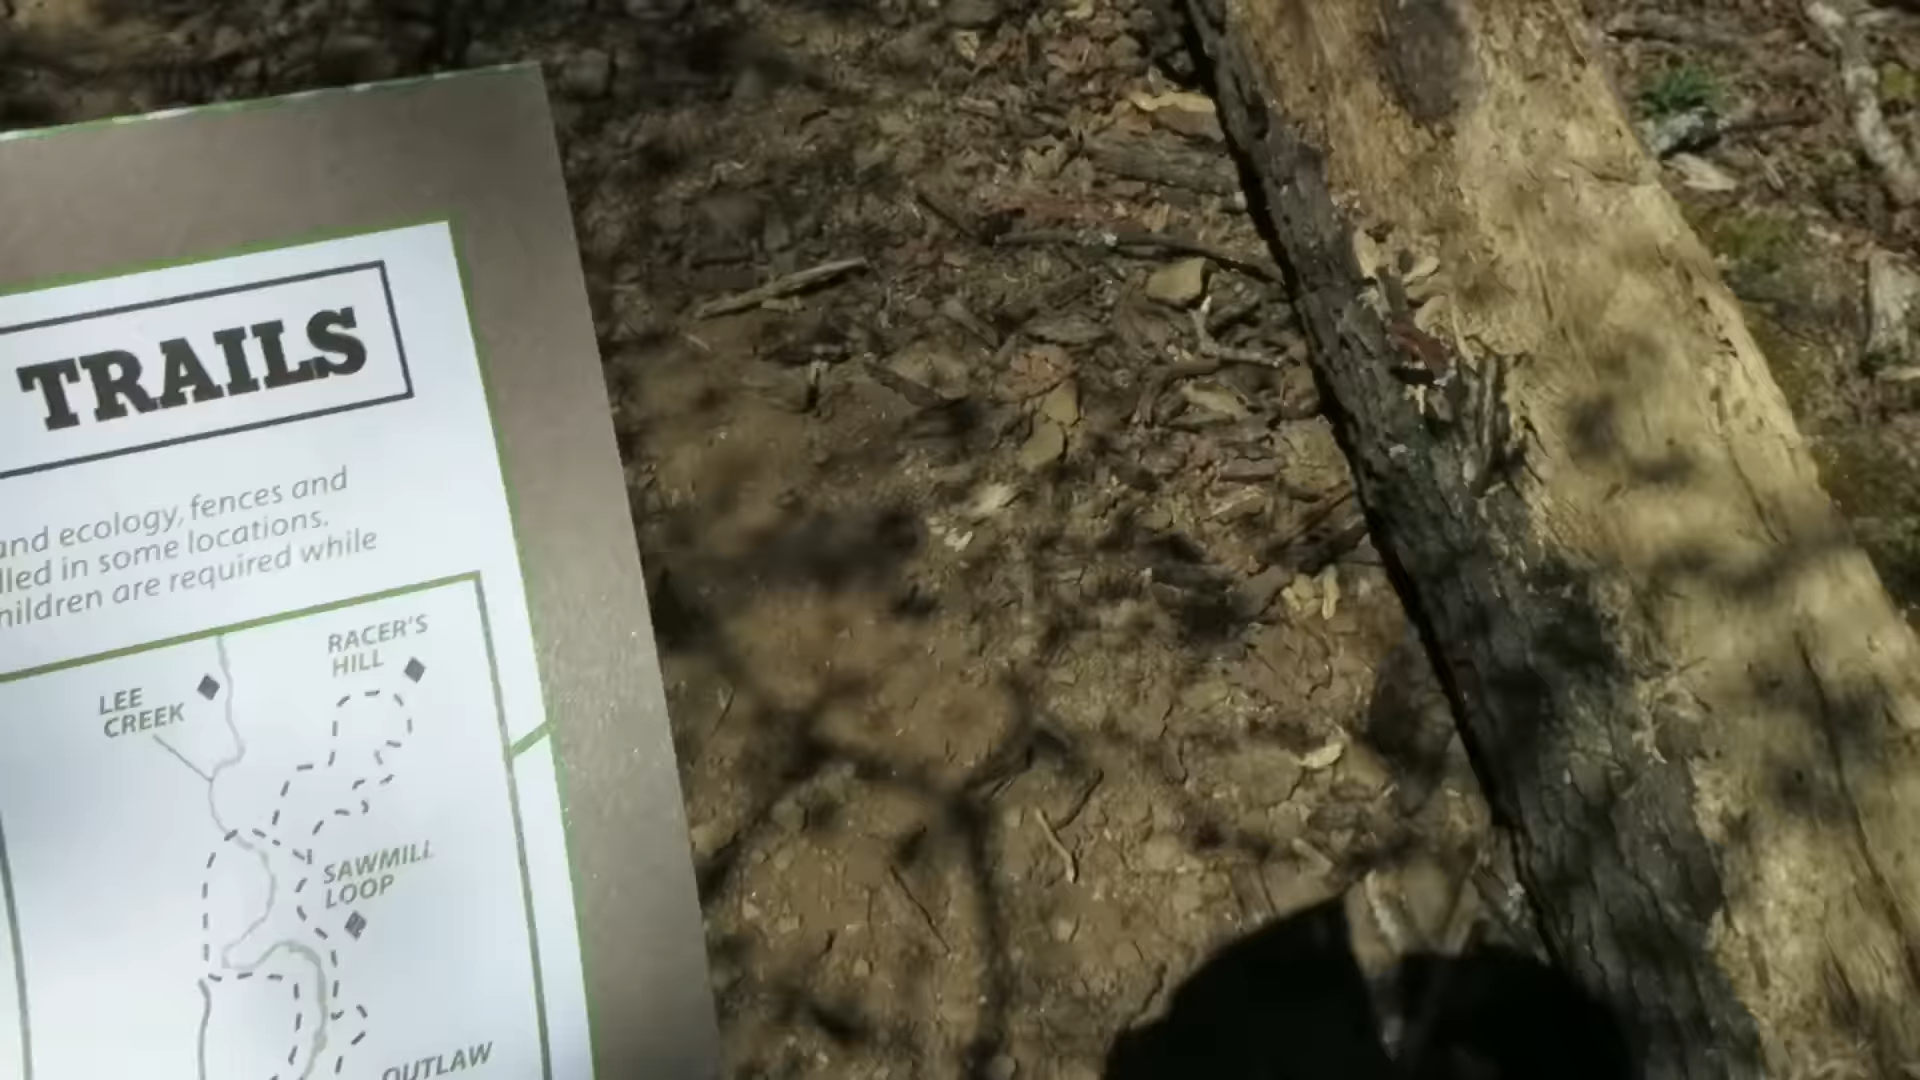 TRAILS
and ecology, fences and
lled in some locations.
hildren are required while
RACER'S
HILL
LEE
CREEK
SAWMILL
LOOP
OUTLAW